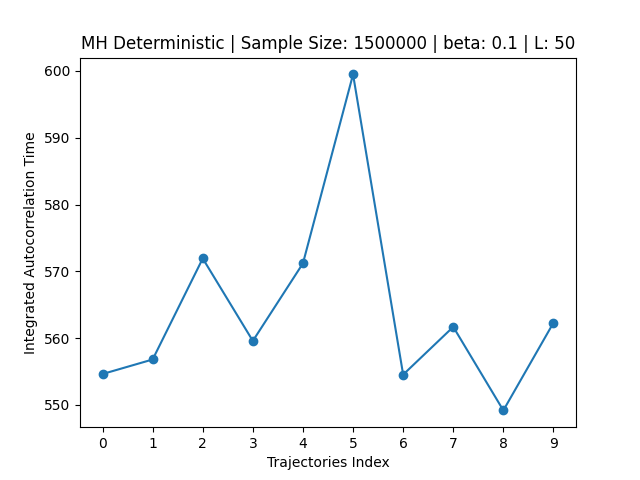 MH Deterministic | Sample Size: 1500000 | beta: 0.1 | L: 50
Integrated Autocorrelation Time
600
590
580
570
560
550
0 1 2 3 4 5 6 7 8 9
Trajectories Index